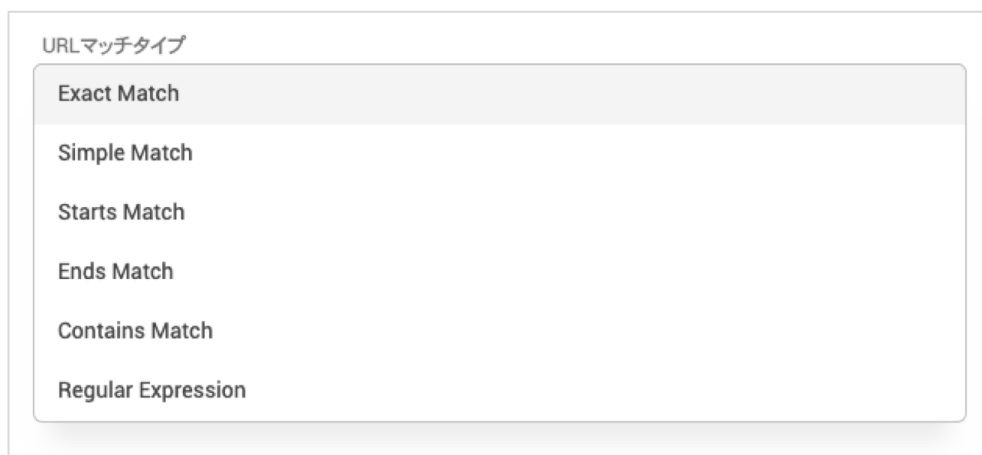 URLマッチタイプ
Exact Match
Simple Match
Starts Match
Ends Match
Contains Match
Regular Expression